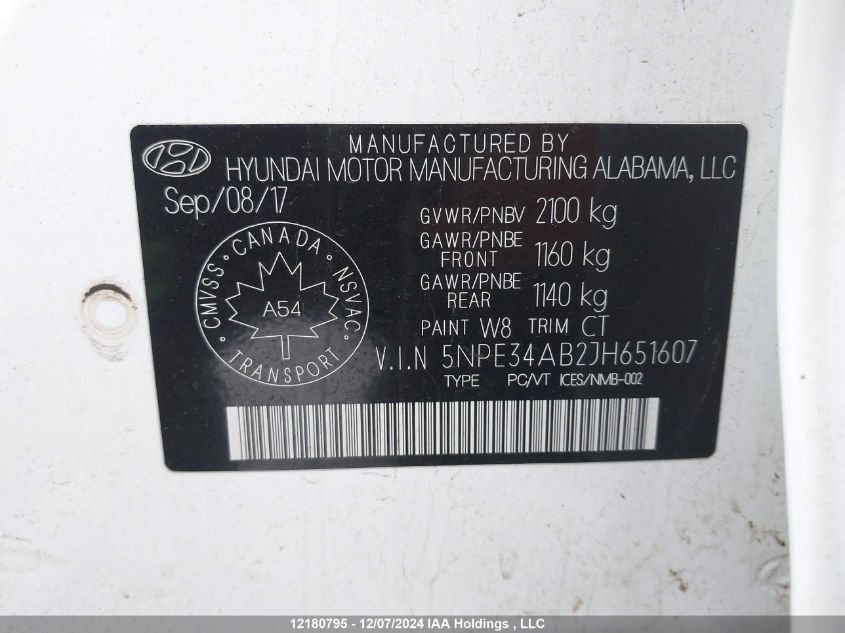 MANUFACTURED BY
HYUNDAI MOTOR MANUFACTURING ALABAMA, LLC
Sep/08/17
GVWR/PNBV 2100 kg
GAWR/PNBE FRONT 1160 kg
GAWR/PNBE REAR 1140 kg
PAINT W8 TRIM CT
CANADA
CMVSS NSVAC
A54
TRANSPORT
V.I.N 5NPE34AB2JH651607
TYPE PC/VT ICES/NMB-002
12180795 - 12/07/2024 IAA Holdings , LLC